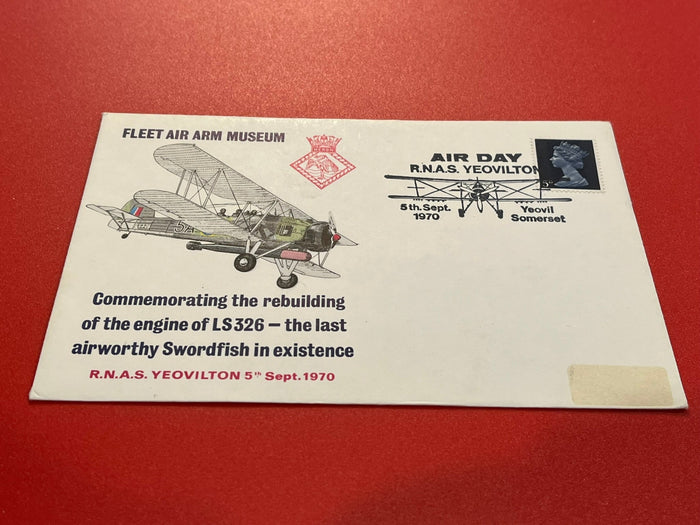 FLEET AIR ARM MUSEUM
AIR DAY
R.N.A.S. YEOVILTON
5th. Sept. Yeovil
1970 Somerset
5A
Commemorating the rebuilding
of the engine of LS326 – the last
airworthy Swordfish in existence
R.N.A.S. YEOVILTON 5th Sept. 1970